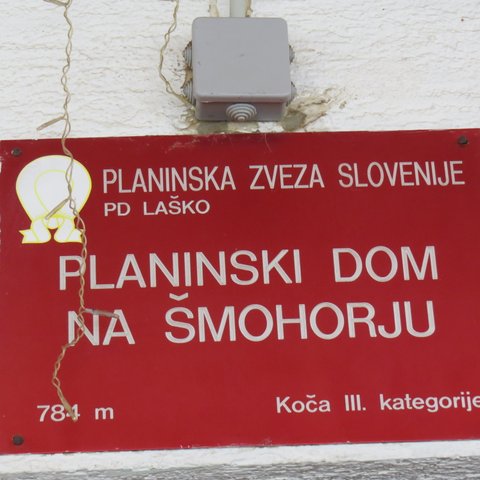 PLANINSKA ZVEZA SLOVENIJE
PD LAŠKO
PLANINSKI DOM
NA ŠMOHORJU
784 m
Koča III. kategorije